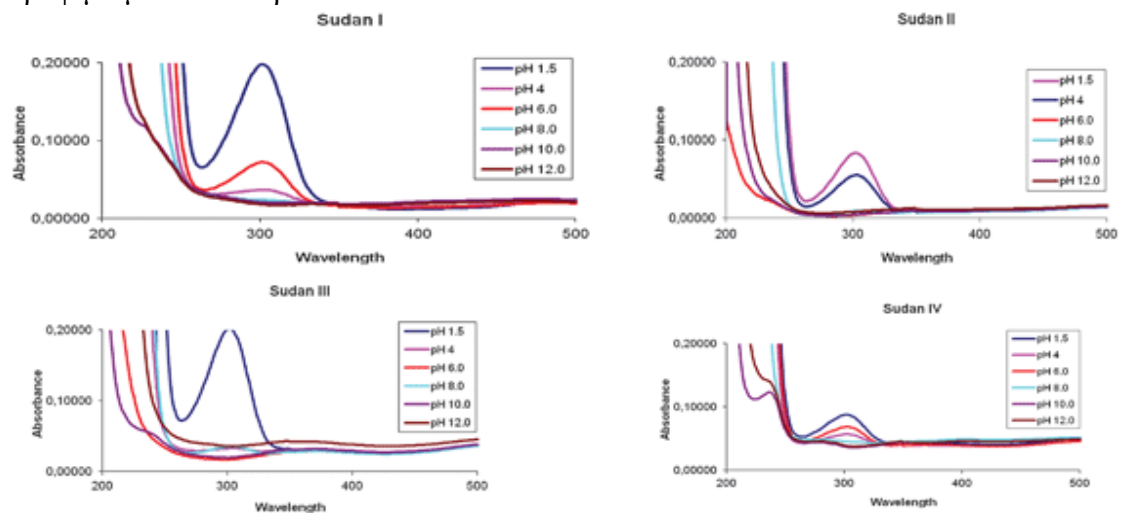 Sudan I
0,20000
0,10000
0,00000
Absorbance
200
300
400
500
Wavelength
pH 1.5
pH 4
pH 6.0
pH 8.0
pH 10.0
pH 12.0
Sudan II
0,20000
0,10000
0,00000
Absorbance
200
300
400
500
Wavelength
pH 1.5
pH 4
pH 6.0
pH 8.0
pH 10.0
pH 12.0
Sudan III
0,20000
0,10000
0,00000
Absorbance
200
300
400
500
Wavelength
pH 1.5
pH 4
pH 6.0
pH 8.0
pH 10.0
pH 12.0
Sudan IV
0,20000
0,10000
0,00000
Absorbance
200
300
400
500
Wavelength
pH 1.5
pH 4
pH 6.0
pH 8.0
pH 10.0
pH 12.0